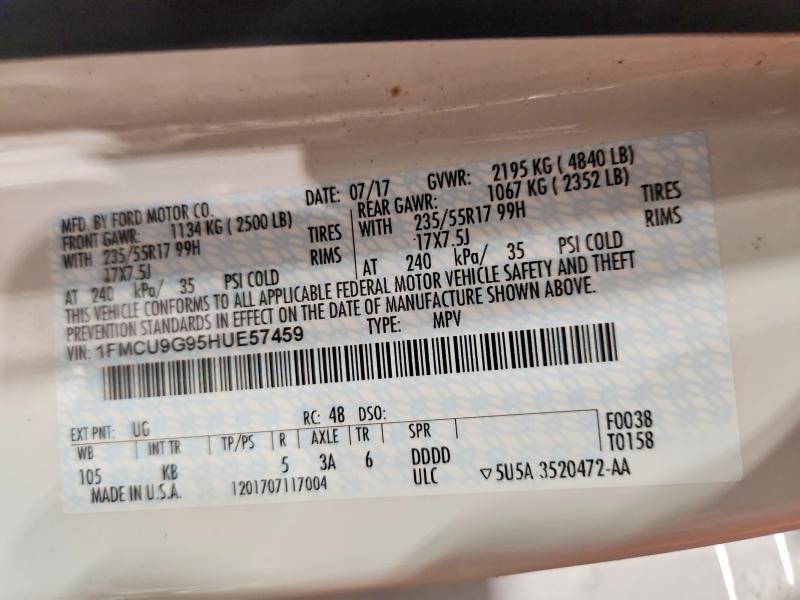 MFD. BY FORD MOTOR CO. DATE: 07/17 GVWR: 2195 KG ( 4840 LB)
FRONT GAWR: 1134 KG ( 2500 LB) REAR GAWR: 1067 KG ( 2352 LB)
WITH 235/55R17 99H TIRES WITH 235/55R17 99H TIRES
17X7.5J RIMS 17X7.5J RIMS
AT 240 kPa/ 35 PSI COLD AT 240 kPa/ 35 PSI COLD
THIS VEHICLE CONFORMS TO ALL APPLICABLE FEDERAL MOTOR VEHICLE SAFETY AND THEFT
PREVENTION STANDARDS IN EFFECT ON THE DATE OF MANUFACTURE SHOWN ABOVE.
VIN: 1FMCU9G95HUE57459 TYPE: MPV
EXT PNT: UG RC: 48 DSO: F0038
WB INT TR TP/PS R AXLE TR SPR T0158
105 KB 5 3A 6 DDDD
MADE IN U.S.A. 1201707117004 ULC ▽5U5A 3520472-AA